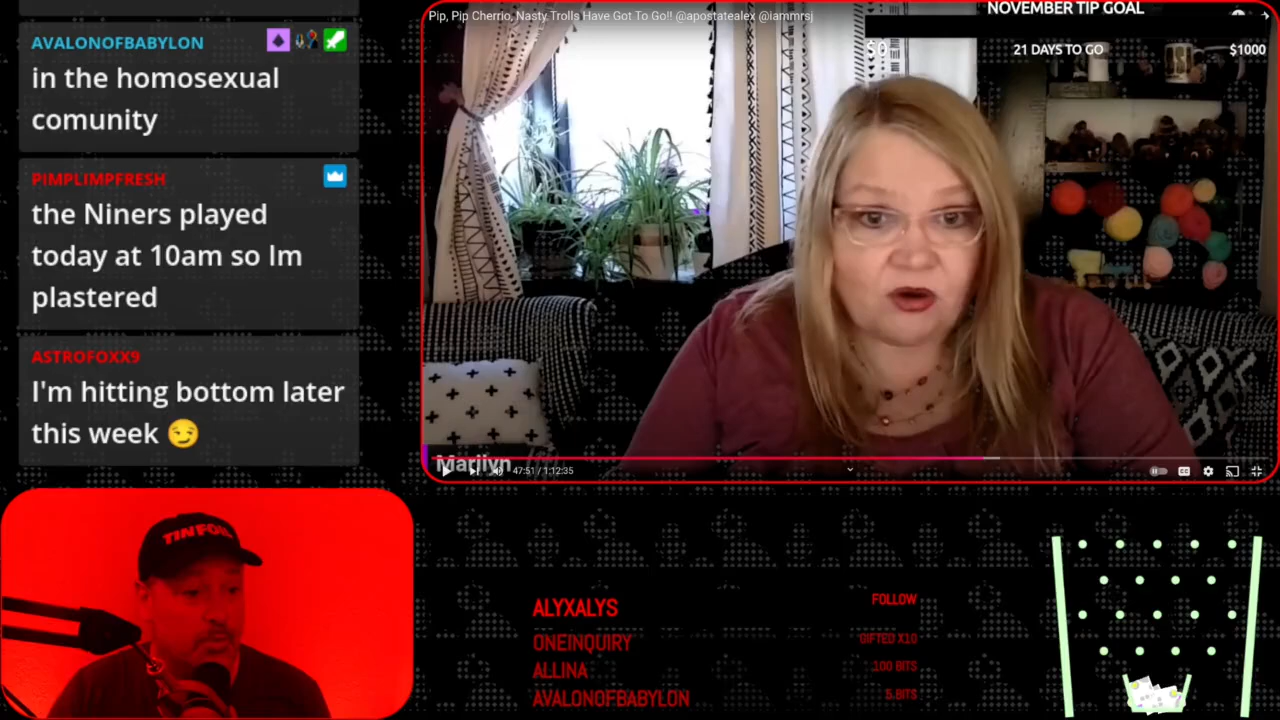 AVALONOFBABYLON
in the homosexual
comunity
PIMPLIMPFRESH
the Niners played
today at 10am so Im
plastered
ASTROFOXX9
I'm hitting bottom later
this week 😏
Pip, Pip Cherrio, Nasty Trolls Have Got To Go!! @apostatealex @iammrsj
NOVEMBER TIP GOAL
$0 21 DAYS TO GO $1000
Marilyn
47:51 / 1:12:35
CC
TINFOIL
ALYXALYS FOLLOW
ONEINQUIRY GIFTED X10
ALLINA 100 BITS
AVALONOFBABYLON 5 BITS